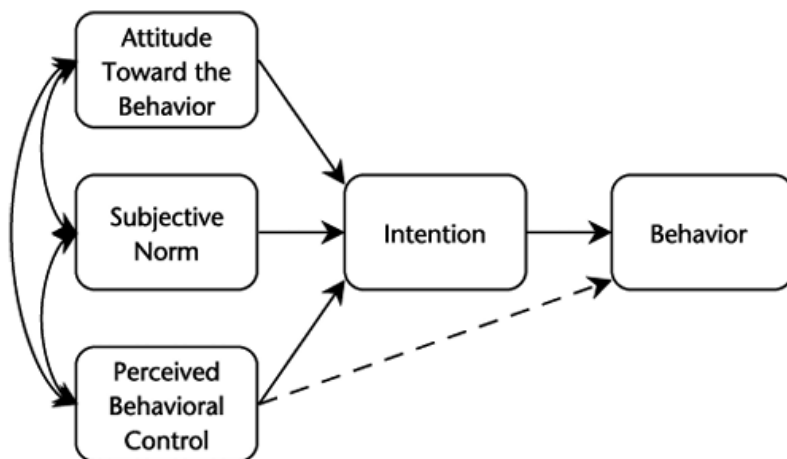 Attitude
Toward the
Behavior
Subjective
Norm
Intention
Behavior
Perceived
Behavioral
Control